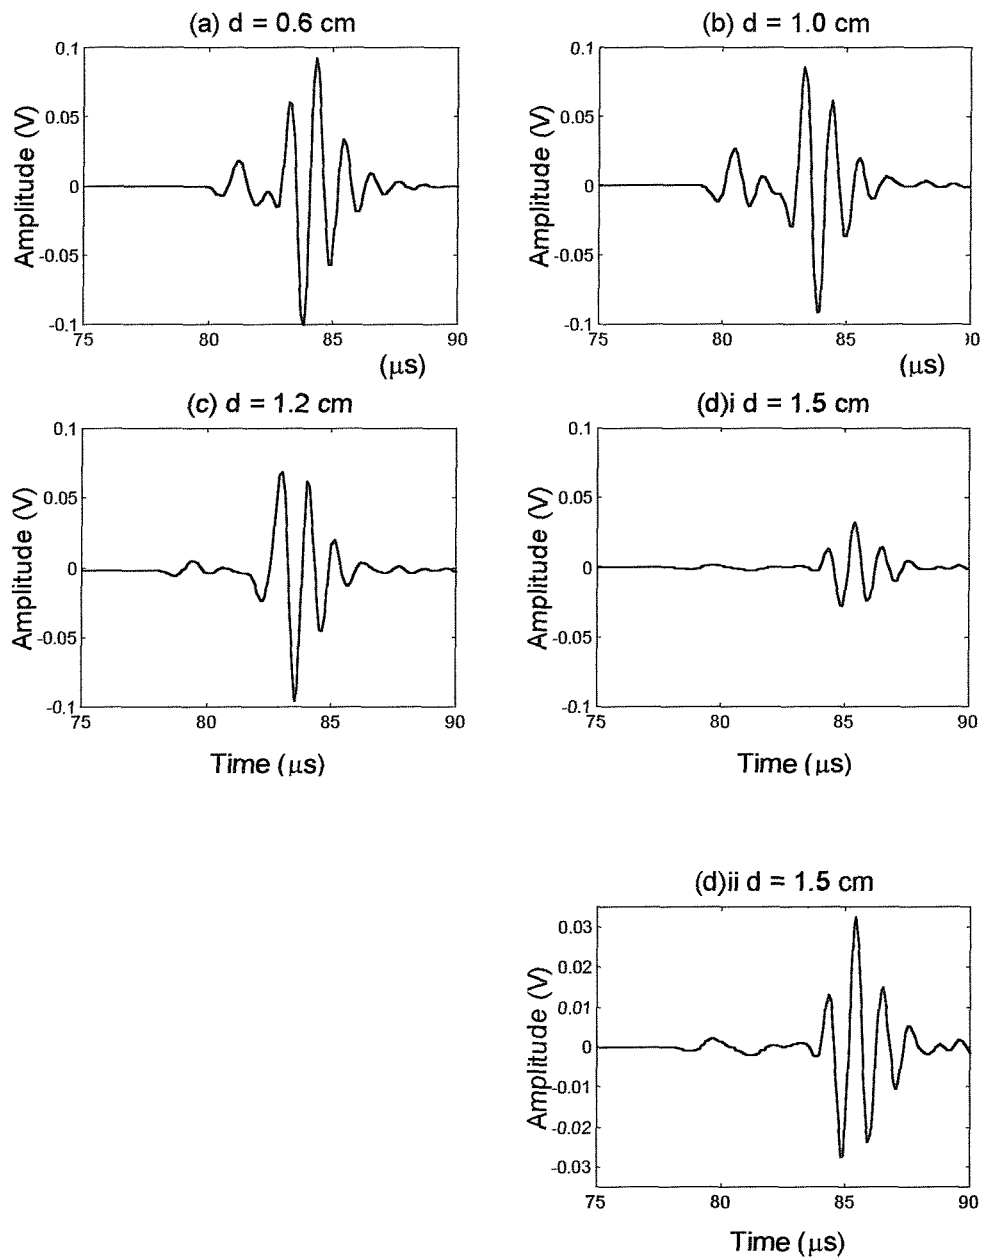 (a) d = 0.6 cm
Amplitude (V)
0.1
0.05
0
-0.05
-0.1
75 80 85 90
(μs)
(b) d = 1.0 cm
Amplitude (V)
0.1
0.05
0
-0.05
-0.1
75 80 85
(μs)
(c) d = 1.2 cm
Amplitude (V)
0.1
0.05
0
-0.05
-0.1
75 80 85 90
Time (μs)
(d)i d = 1.5 cm
Amplitude (V)
0.1
0.05
0
-0.05
-0.1
75 80 85 90
Time (μs)
(d)ii d = 1.5 cm
Amplitude (V)
0.03
0.02
0.01
0
-0.01
-0.02
-0.03
75 80 85 90
Time (μs)